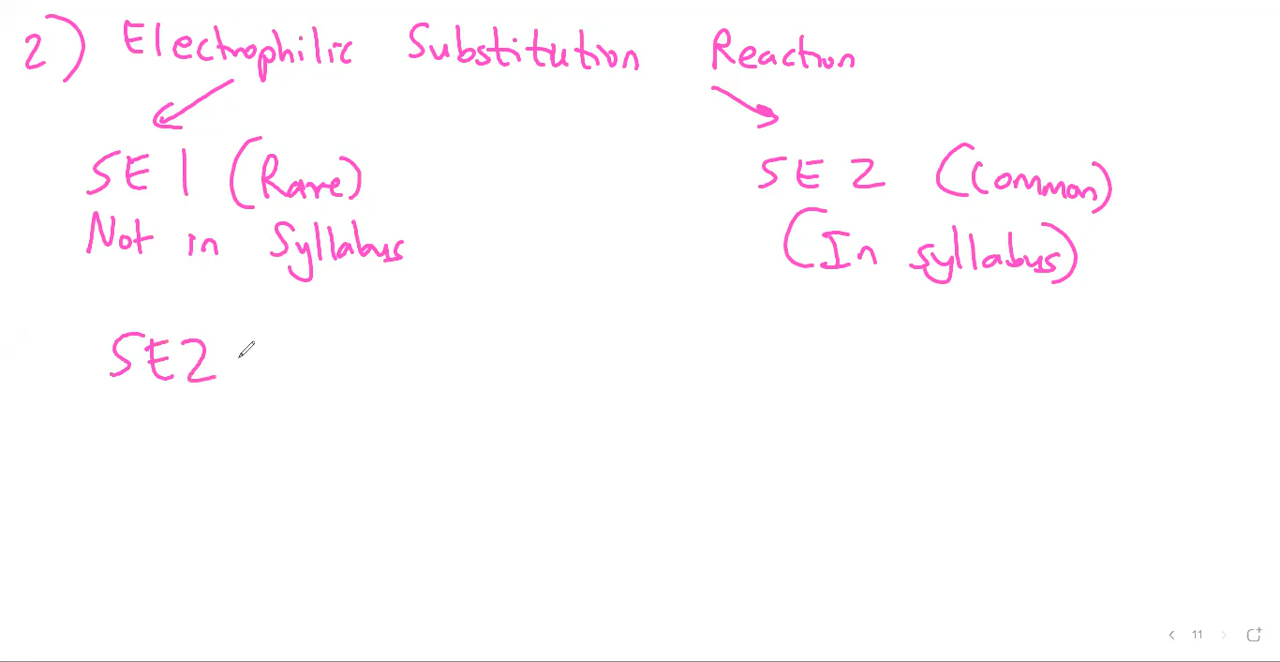 2) Electrophilic Substitution Reaction
SE 1 (Rare)
Not in Syllabus
SE 2 (Common)
(In syllabus)
SE2
11